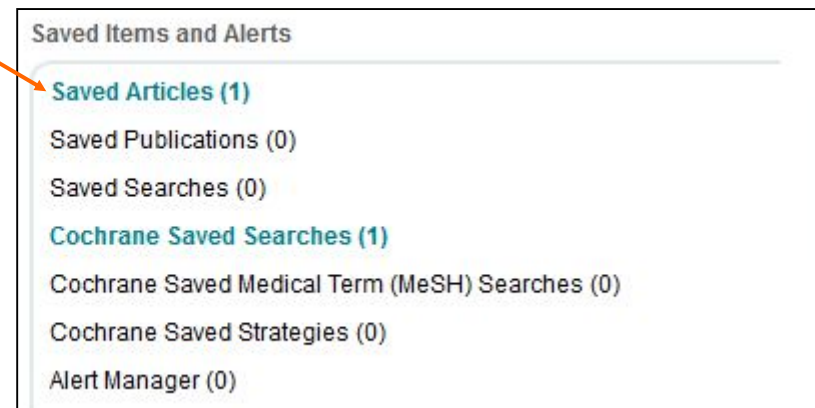 Saved Items and Alerts
Saved Articles (1)
Saved Publications (0)
Saved Searches (0)
Cochrane Saved Searches (1)
Cochrane Saved Medical Term (MeSH) Searches (0)
Cochrane Saved Strategies (0)
Alert Manager (0)